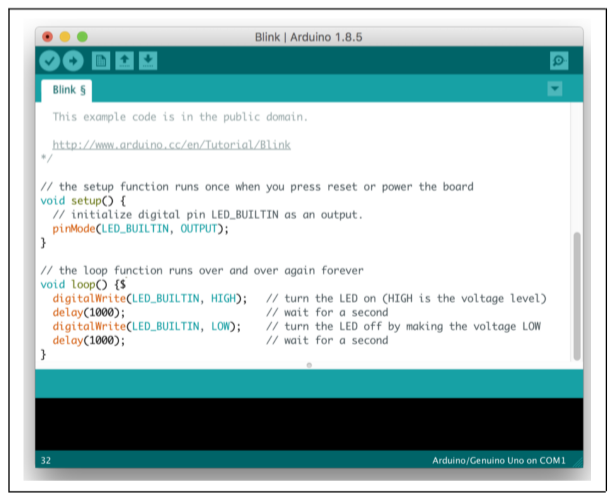 Blink | Arduino 1.8.5
Blink §
This example code is in the public domain.
http://www.arduino.cc/en/Tutorial/Blink
*/
// the setup function runs once when you press reset or power the board
void setup() {
// initialize digital pin LED_BUILTIN as an output.
pinMode(LED_BUILTIN, OUTPUT);
}
// the loop function runs over and over again forever
void loop() {$
digitalWrite(LED_BUILTIN, HIGH); // turn the LED on (HIGH is the voltage level)
delay(1000); // wait for a second
digitalWrite(LED_BUILTIN, LOW); // turn the LED off by making the voltage LOW
delay(1000); // wait for a second
}
32 Arduino/Genuino Uno on COM1